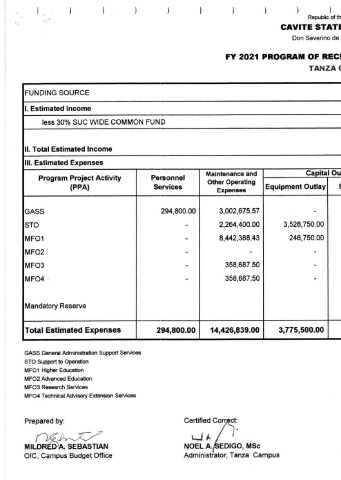 Republic of th
CAVITE STATE
Don Severino de
FY 2021 PROGRAM OF REC
TANZA C
FUNDING SOURCE
I. Estimated Income
less 30% SUC WIDE COMMON FUND
II. Total Estimated Income
III. Estimated Expenses
Program Project Activity (PPA) Personnel Services Maintenance and Other Operating Expenses Capital Ou
Equipment Outlay
GASS 294,800.00 3,002,675.57 -
STO - 2,264,400.00 3,528,750.00
MFO1 - 8,442,388.43 246,750.00
MFO2 - - -
MFO3 - 358,687.50 -
MFO4 - 358,687.50 -
Mandatory Reserve
Total Estimated Expenses 294,800.00 14,426,839.00 3,775,500.00
GASS General Administration Support Services
STO Support to Operation
MFO1 Higher Education
MFO2 Advanced Education
MFO3 Research Services
MFO4 Technical Advisory Extension Services
Prepared by: Certified Correct:
MILDRED A. SEBASTIAN NOEL A. SEDIGO, MSc
OIC, Campus Budget Office Administrator, Tanza Campus